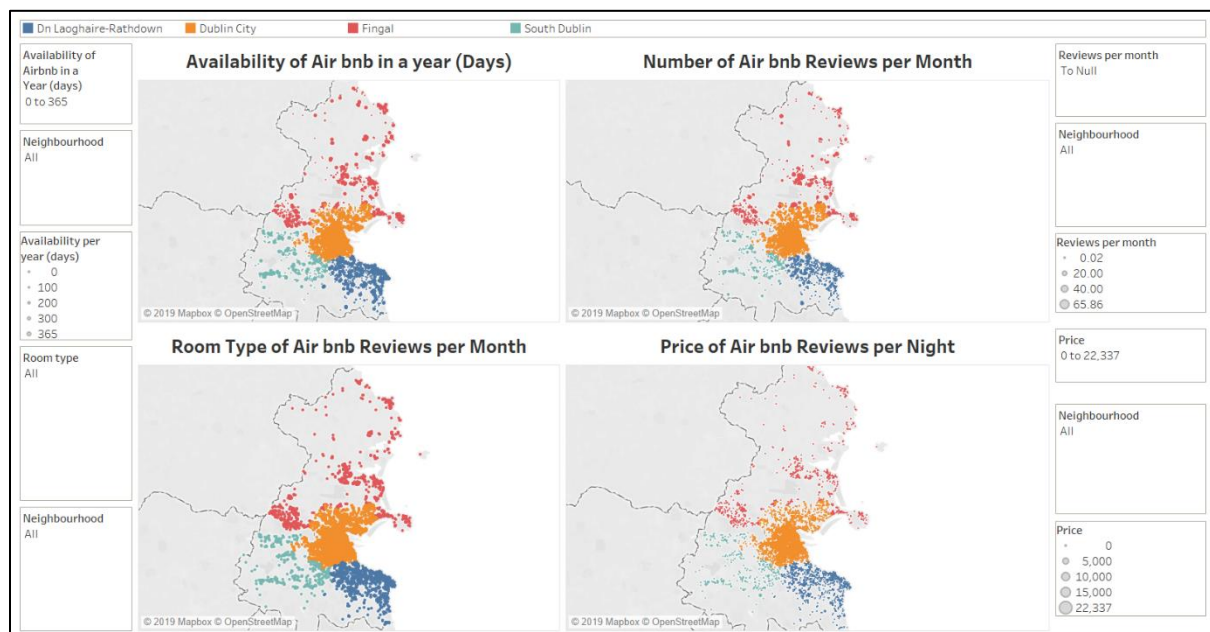 Dn Laoghaire-Rathdown
Dublin City
Fingal
South Dublin
Availability of
Airbnb in a
Year (days)
0 to 365
Neighbourhood
All
Availability per
year (days)
0
100
200
300
365
Room type
All
Neighbourhood
All
Availability of Air bnb in a year (Days)
© 2019 Mapbox © OpenStreetMap
Number of Air bnb Reviews per Month
© 2019 Mapbox © OpenStreetMap
Room Type of Air bnb Reviews per Month
© 2019 Mapbox © OpenStreetMap
Price of Air bnb Reviews per Night
© 2019 Mapbox © OpenStreetMap
Reviews per month
To Null
Neighbourhood
All
Reviews per month
0.02
20.00
40.00
65.86
Price
0 to 22,337
Neighbourhood
All
Price
0
5,000
10,000
15,000
22,337